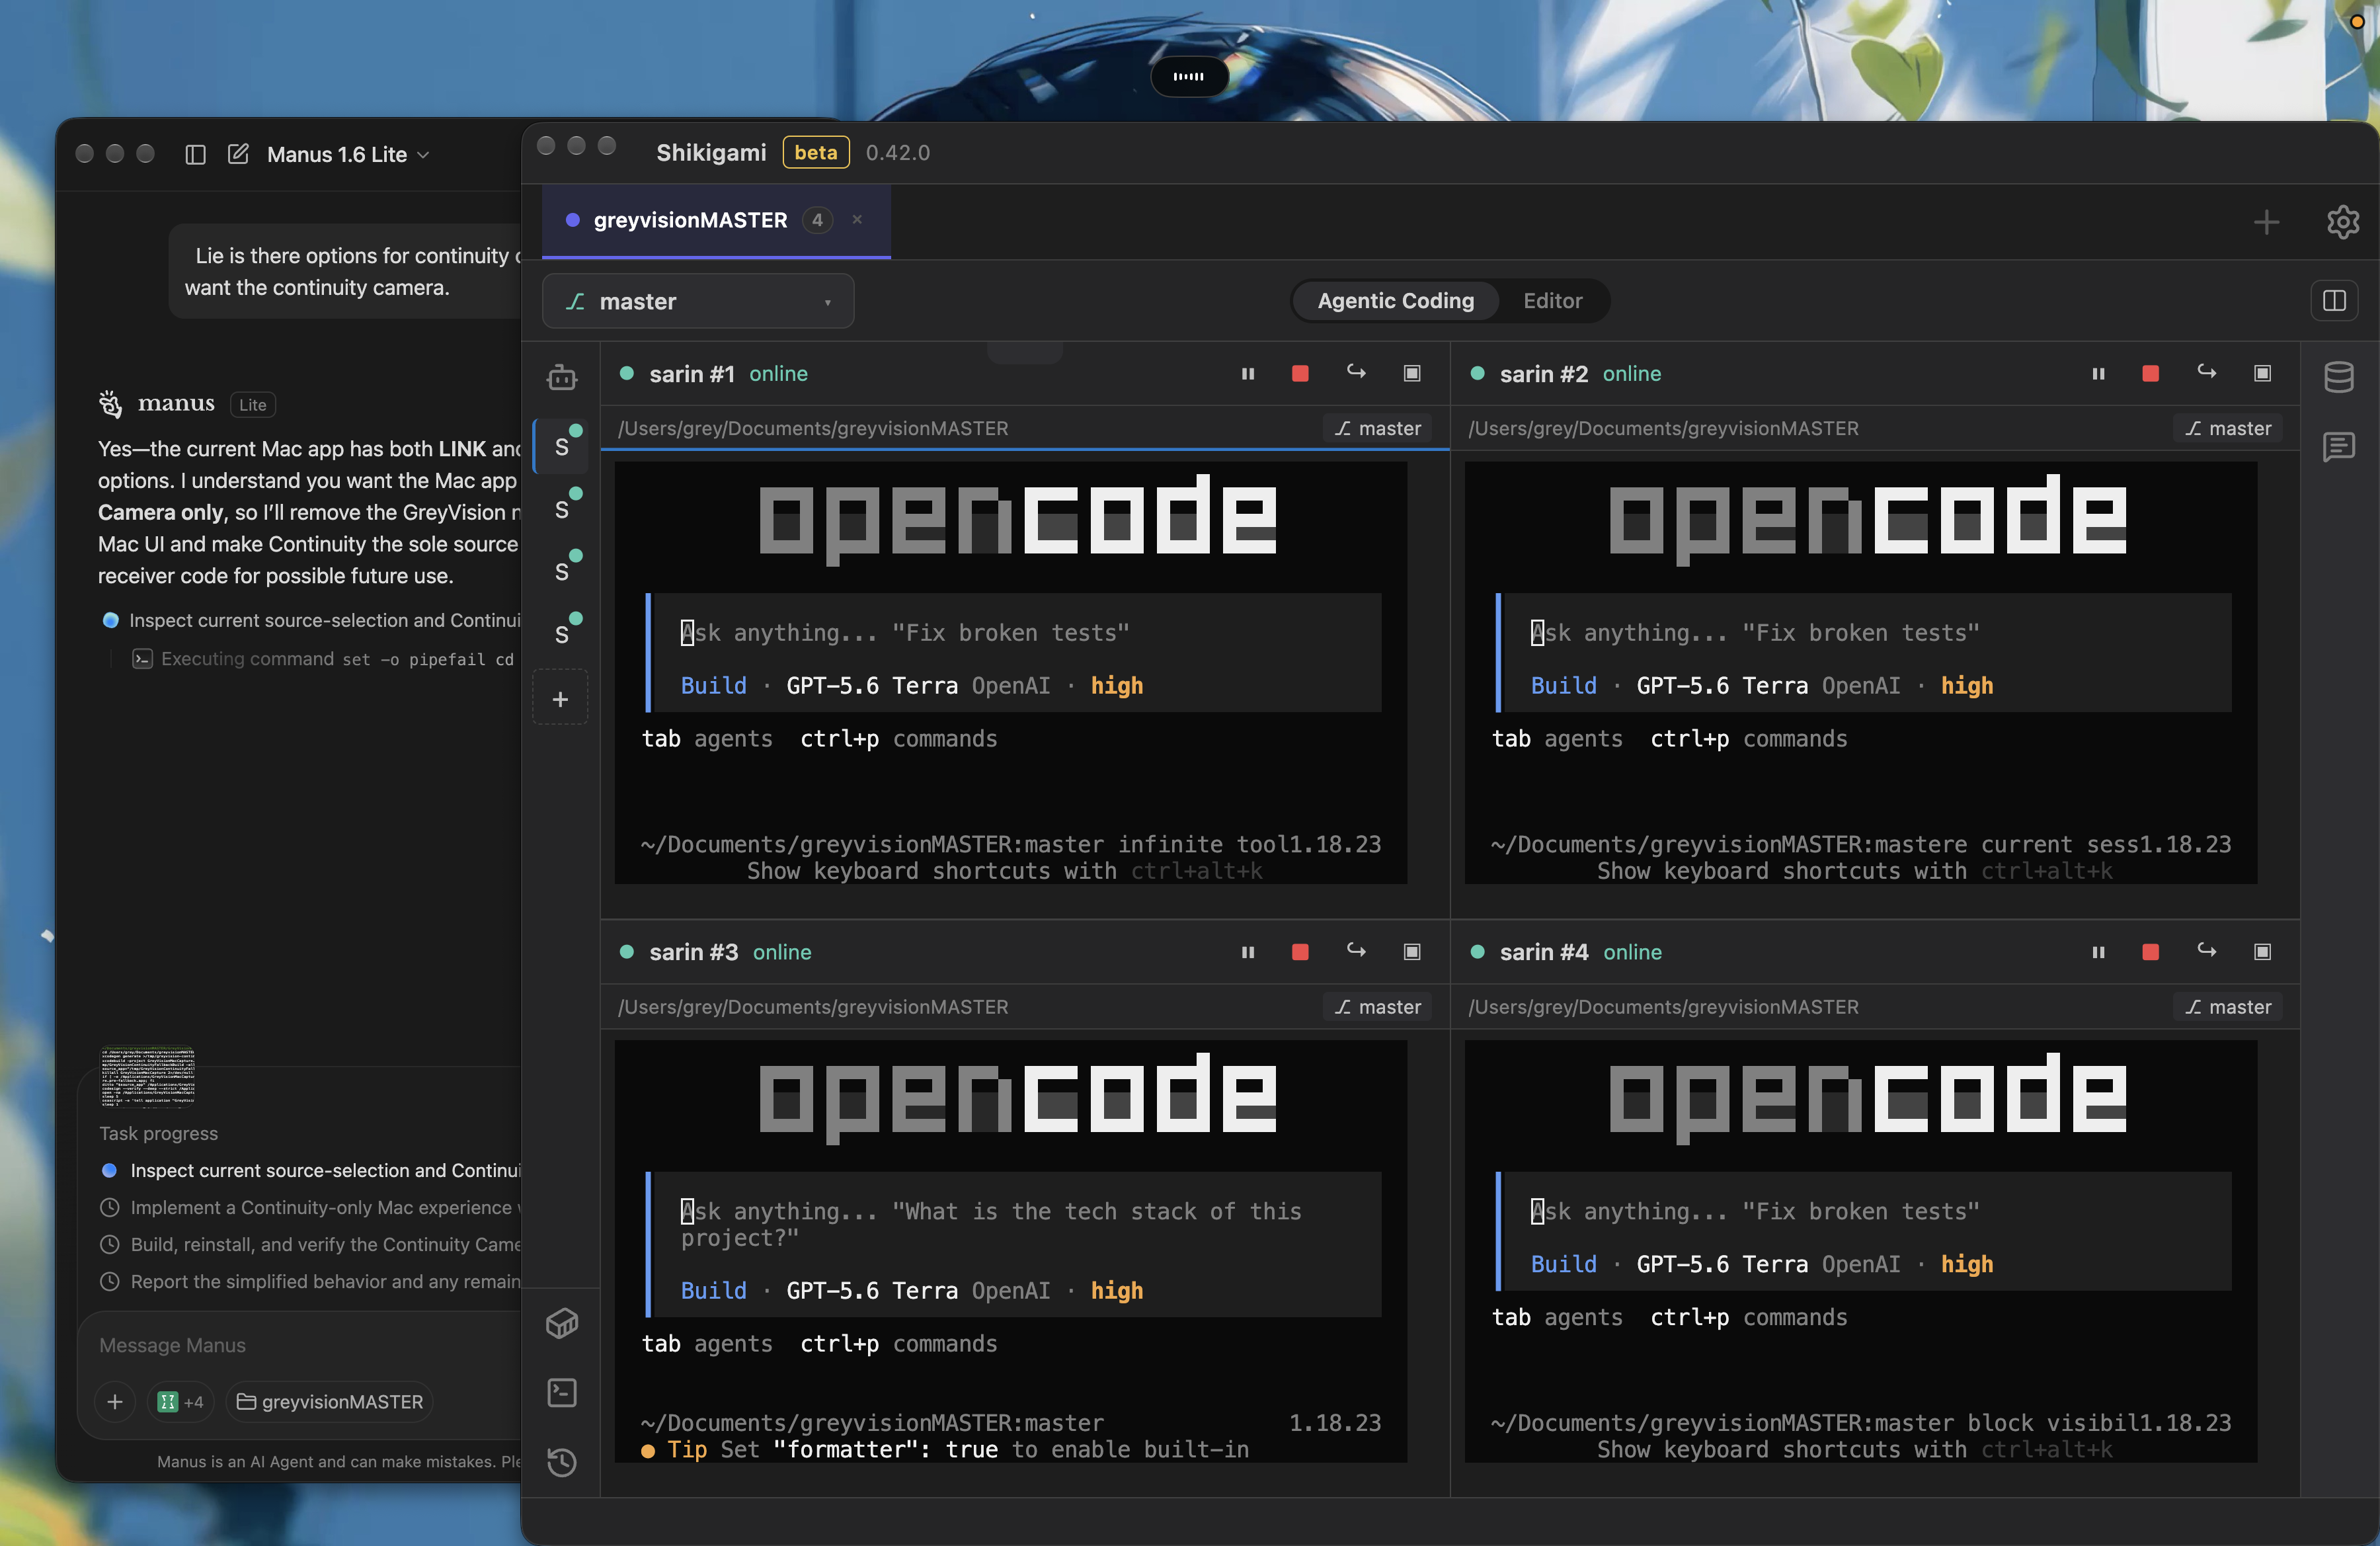 Manus 1.6 Lite
Lie is there options for continuity
want the continuity camera.
manus Lite
Yes—the current Mac app has both LINK and
options. I understand you want the Mac app
Camera only, so I'll remove the GreyVision
Mac UI and make Continuity the sole source
receiver code for possible future use.
Inspect current source-selection and Continui
Executing command set -o pipefail cd
Task progress
Inspect current source-selection and Continui
Implement a Continuity-only Mac experience
Build, reinstall, and verify the Continuity Came
Report the simplified behavior and any remain
Message Manus
+4 greyvisionMASTER
Manus is an AI Agent and can make mistakes. Ple
Shikigami beta 0.42.0
greyvisionMASTER 4 ×
master
Agentic Coding Editor
S
S
S
S
+
sarin #1 online
/Users/grey/Documents/greyvisionMASTER master
opencode
Ask anything... "Fix broken tests"
Build · GPT-5.6 Terra OpenAI · high
tab agents ctrl+p commands
~/Documents/greyvisionMASTER:master infinite tool1.18.23
Show keyboard shortcuts with ctrl+alt+k
sarin #2 online
/Users/grey/Documents/greyvisionMASTER master
opencode
Ask anything... "Fix broken tests"
Build · GPT-5.6 Terra OpenAI · high
tab agents ctrl+p commands
~/Documents/greyvisionMASTER:mastere current sess1.18.23
Show keyboard shortcuts with ctrl+alt+k
sarin #3 online
/Users/grey/Documents/greyvisionMASTER master
opencode
Ask anything... "What is the tech stack of this
project?"
Build · GPT-5.6 Terra OpenAI · high
tab agents ctrl+p commands
~/Documents/greyvisionMASTER:master 1.18.23
Tip Set "formatter": true to enable built-in
sarin #4 online
/Users/grey/Documents/greyvisionMASTER master
opencode
Ask anything... "Fix broken tests"
Build · GPT-5.6 Terra OpenAI · high
tab agents ctrl+p commands
~/Documents/greyvisionMASTER:master block visibil1.18.23
Show keyboard shortcuts with ctrl+alt+k